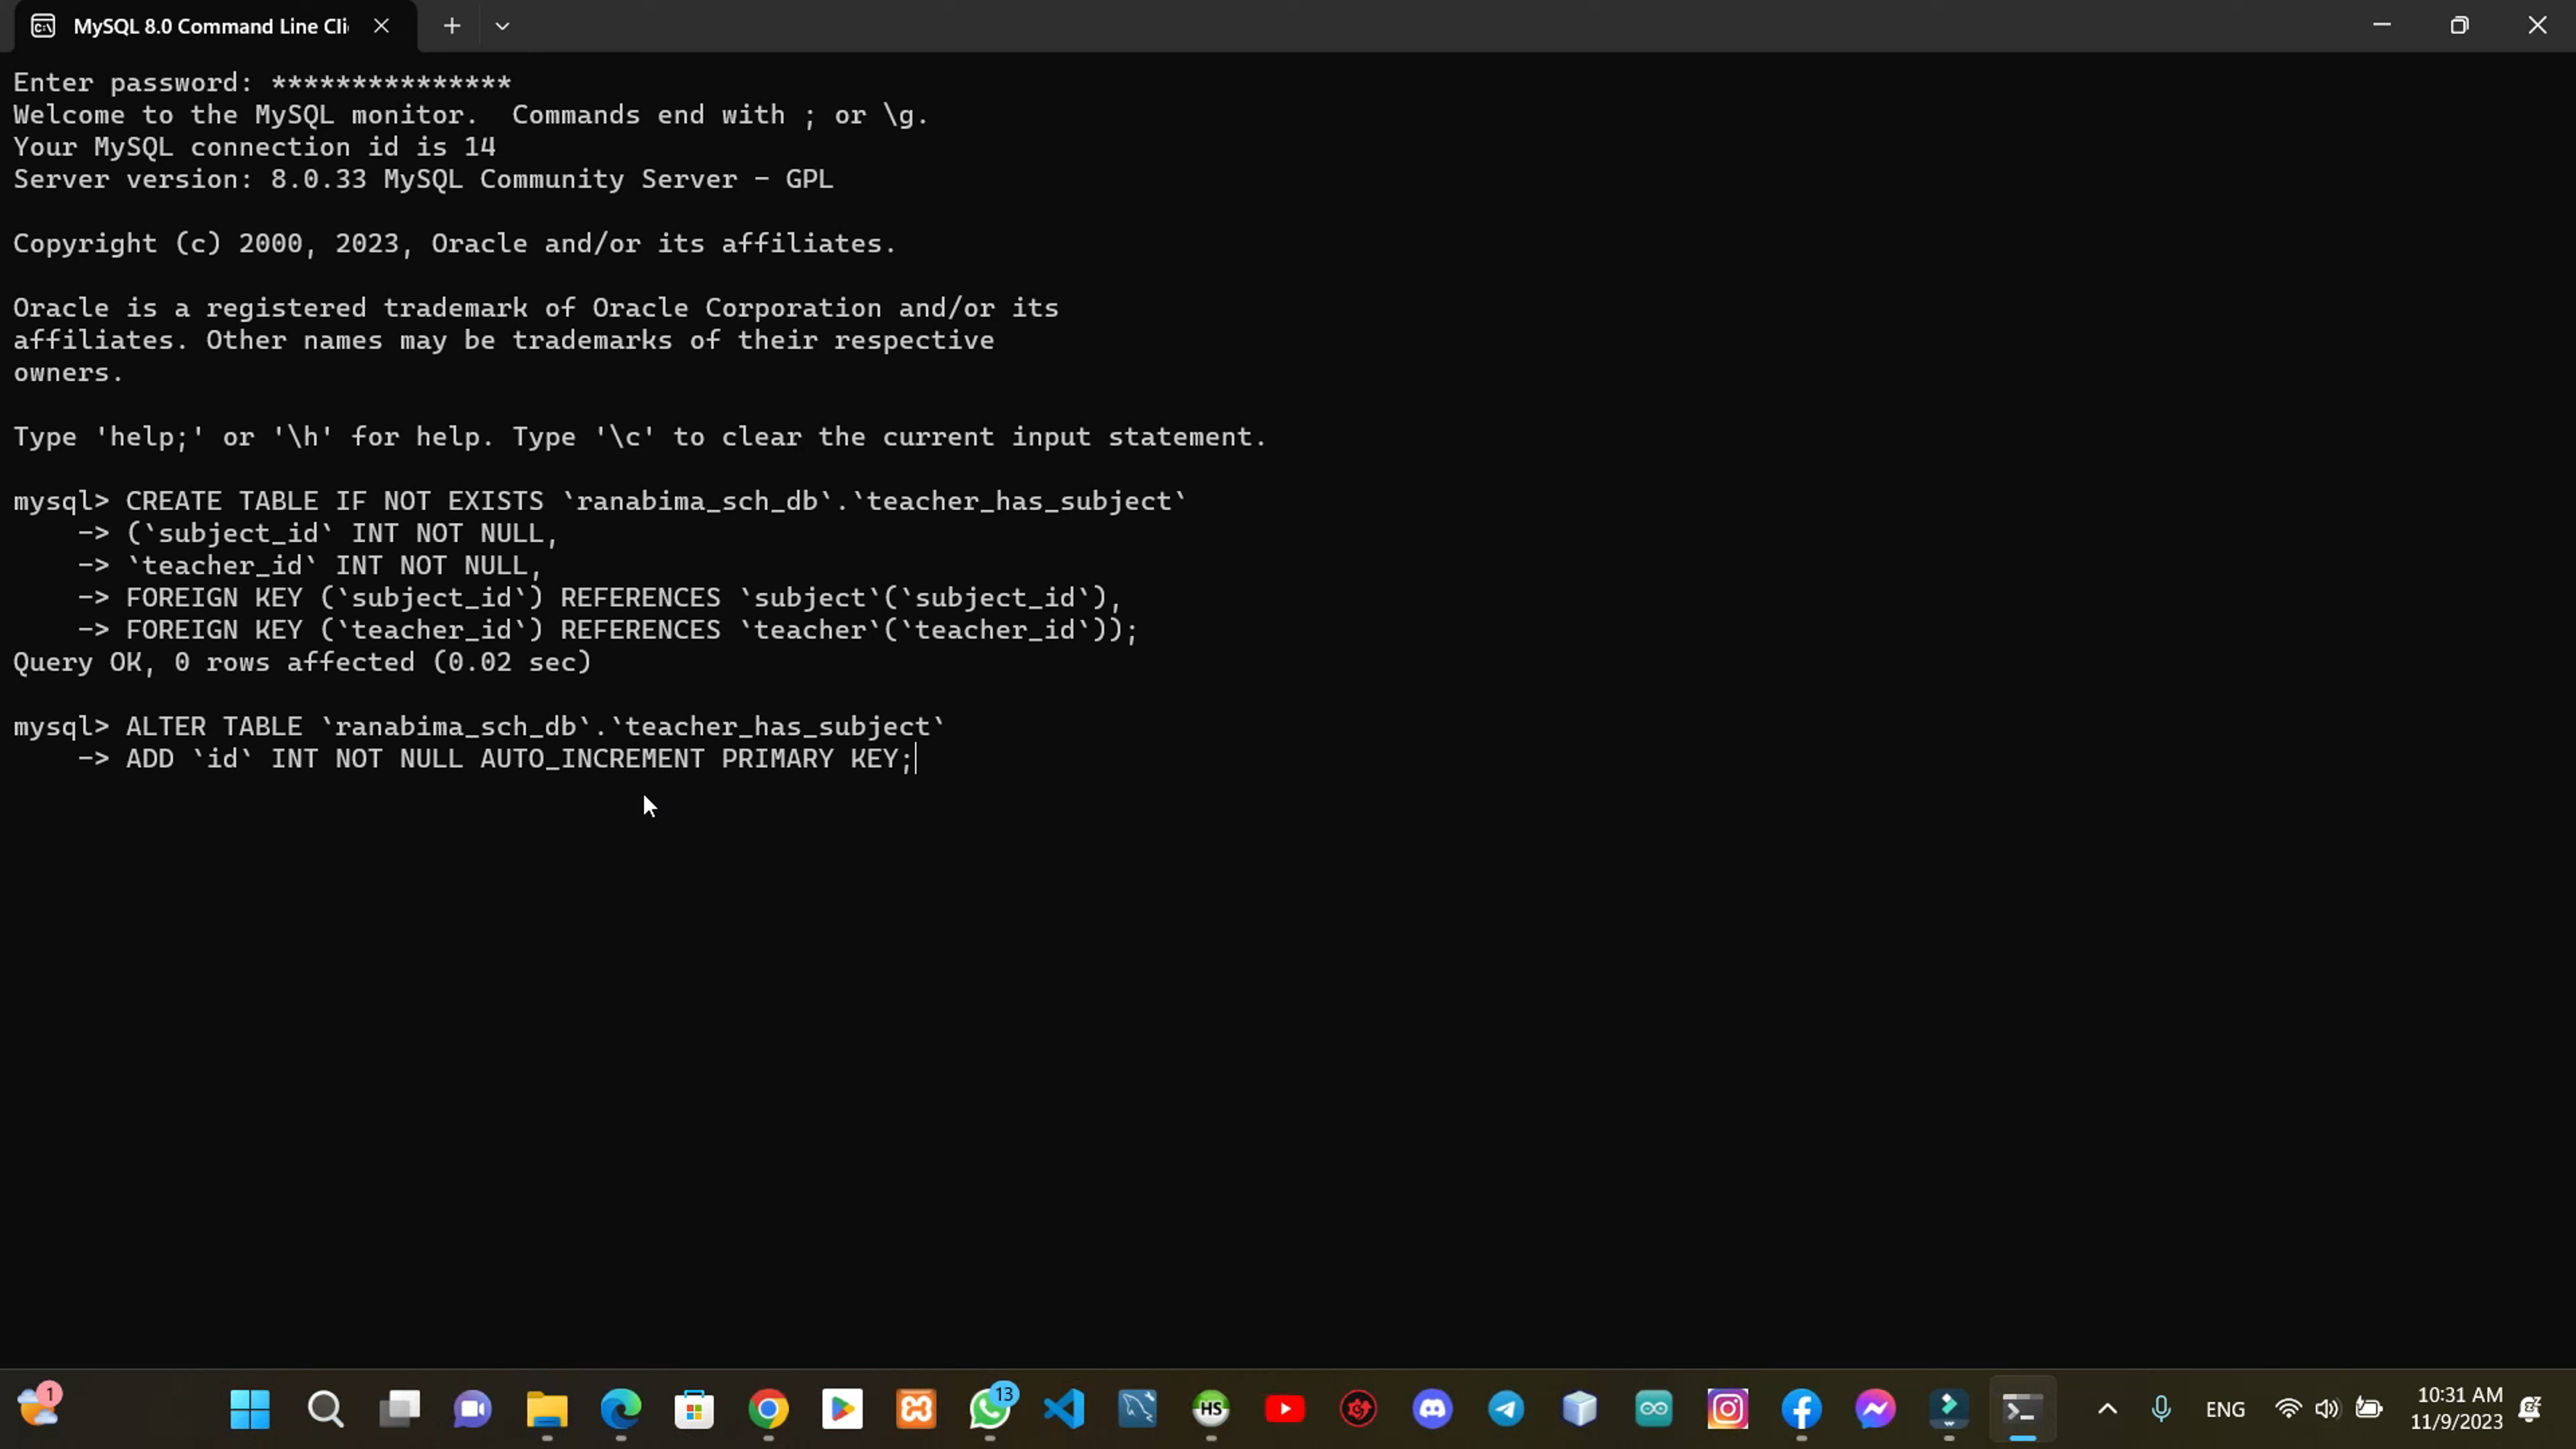 MySQL 8.0 Command Line Cli
Enter password: ***************
Welcome to the MySQL monitor.  Commands end with ; or \g.
Your MySQL connection id is 14
Server version: 8.0.33 MySQL Community Server - GPL
Copyright (c) 2000, 2023, Oracle and/or its affiliates.
Oracle is a registered trademark of Oracle Corporation and/or its
affiliates. Other names may be trademarks of their respective
owners.
Type 'help;' or '\h' for help. Type '\c' to clear the current input statement.
mysql> CREATE TABLE IF NOT EXISTS `ranabima_sch_db`.`teacher_has_subject`
    -> (`subject_id` INT NOT NULL,
    -> `teacher_id` INT NOT NULL,
    -> FOREIGN KEY (`subject_id`) REFERENCES `subject`(`subject_id`),
    -> FOREIGN KEY (`teacher_id`) REFERENCES `teacher`(`teacher_id`));
Query OK, 0 rows affected (0.02 sec)
mysql> ALTER TABLE `ranabima_sch_db`.`teacher_has_subject`
    -> ADD `id` INT NOT NULL AUTO_INCREMENT PRIMARY KEY;
1
13
HS
ENG
10:31 AM
11/9/2023